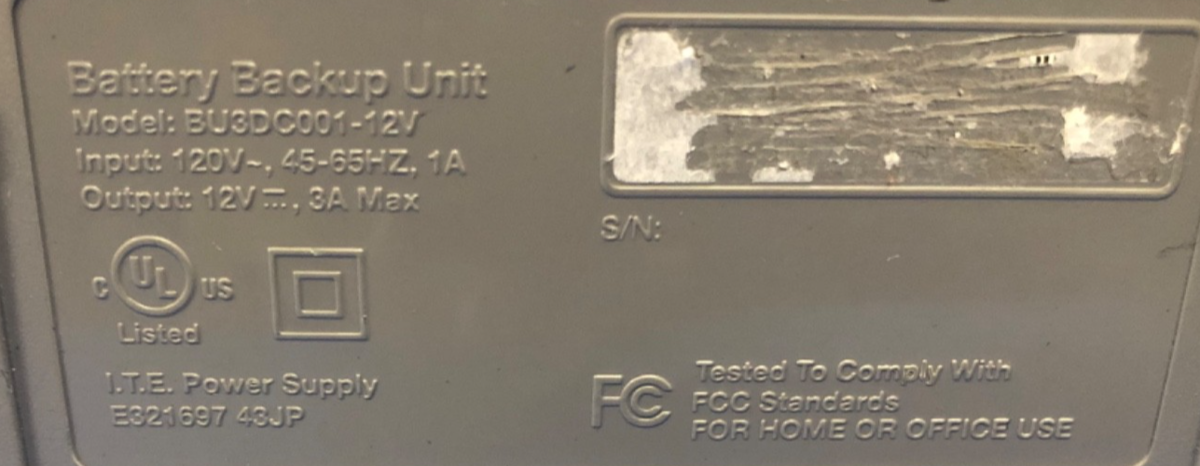 Battery Backup Unit
Model: BU3DC001-12V
Input: 120V~, 45-65HZ, 1A
Output: 12V⎓, 3A Max
C UL US
Listed
I.T.E. Power Supply
E321697 43JP
S/N:
FC Tested To Comply With
FCC Standards
FOR HOME OR OFFICE USE